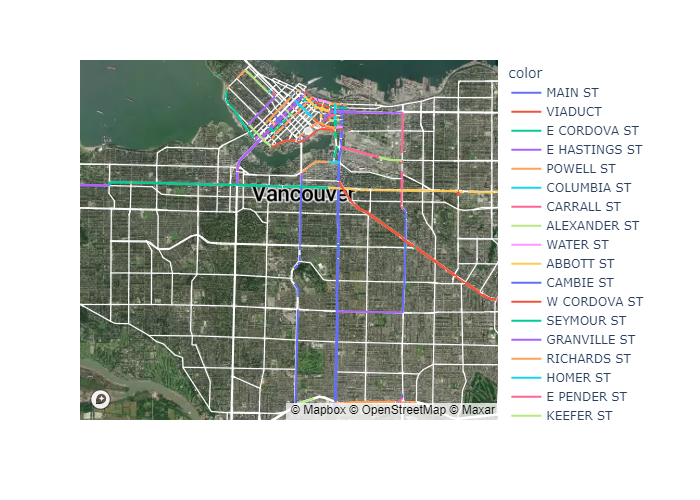 color
MAIN ST
VIADUCT
E CORDOVA ST
E HASTINGS ST
POWELL ST
COLUMBIA ST
CARRALL ST
ALEXANDER ST
WATER ST
ABBOTT ST
CAMBIE ST
W CORDOVA ST
SEYMOUR ST
GRANVILLE ST
RICHARDS ST
HOMER ST
E PENDER ST
KEEFER ST
Vancouver
© Mapbox © OpenStreetMap © Maxar